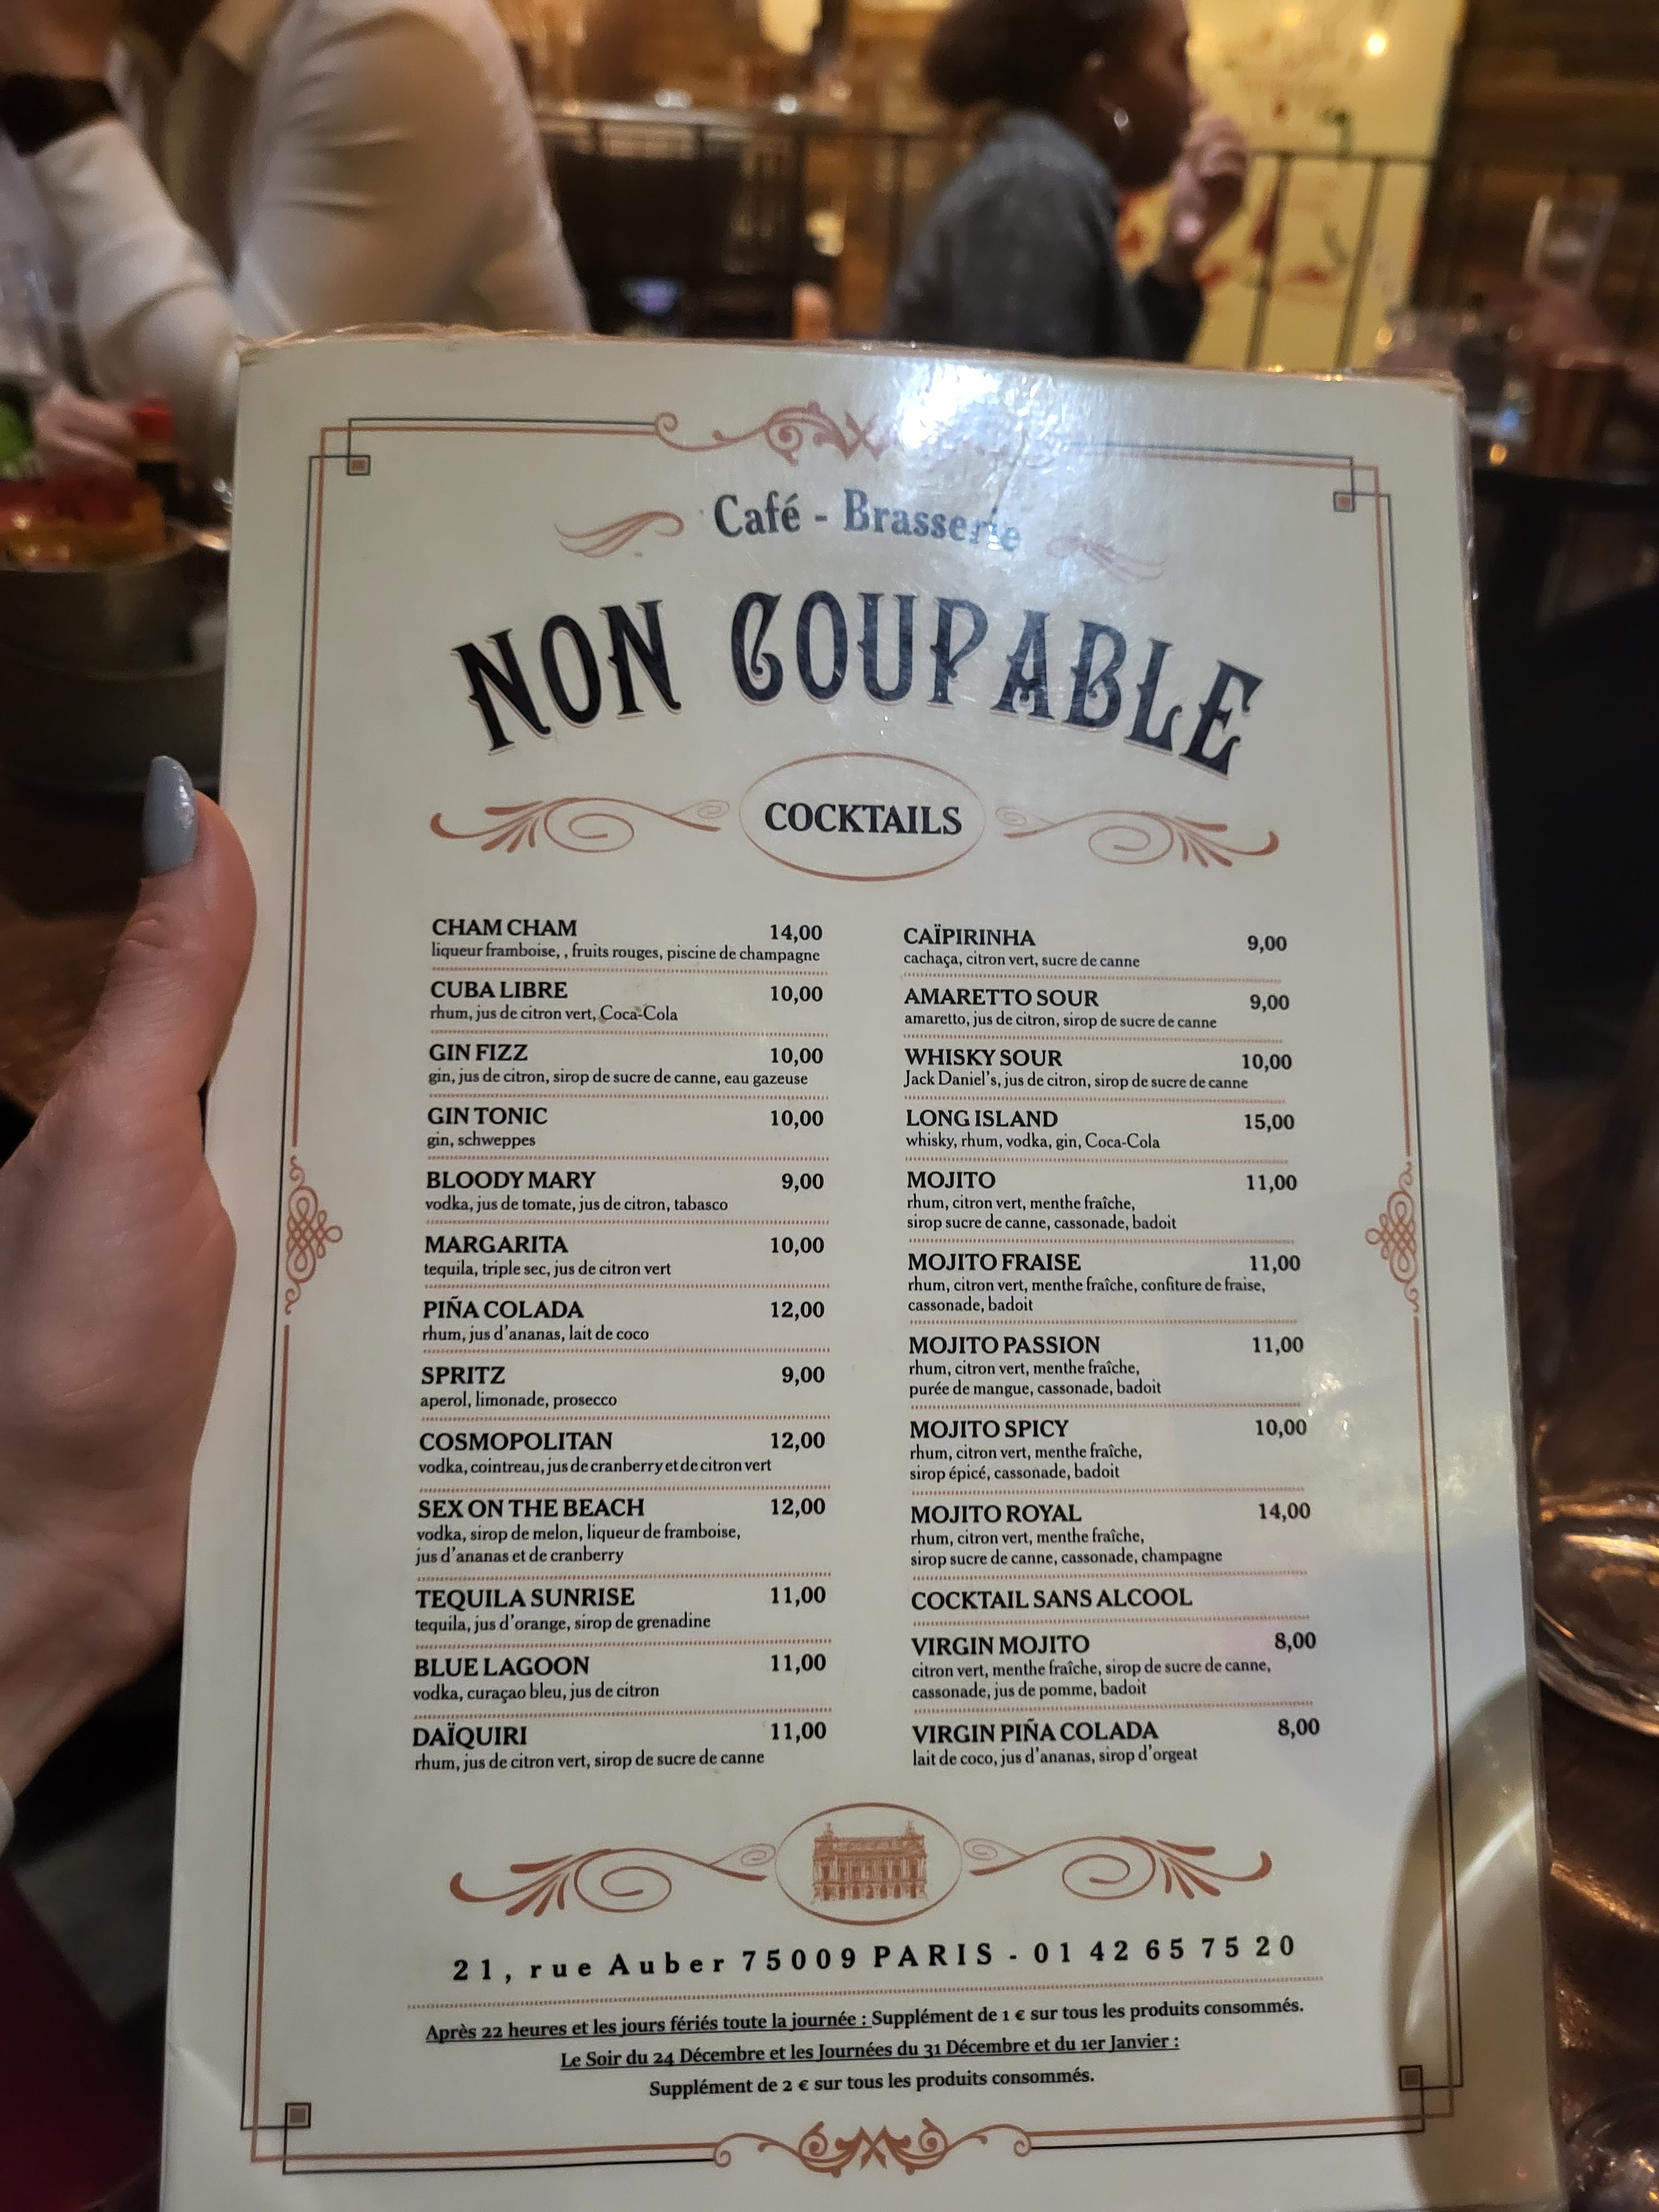 Café - Brasserie
NON COUPABLE
COCKTAILS
CHAM CHAM 14,00
liqueur framboise, , fruits rouges, piscine de champagne
CUBA LIBRE 10,00
rhum, jus de citron vert, Coca-Cola
GIN FIZZ 10,00
gin, jus de citron, sirop de sucre de canne, eau gazeuse
GIN TONIC 10,00
gin, schweppes
BLOODY MARY 9,00
vodka, jus de tomate, jus de citron, tabasco
MARGARITA 10,00
tequila, triple sec, jus de citron vert
PIÑA COLADA 12,00
rhum, jus d'ananas, lait de coco
SPRITZ 9,00
aperol, limonade, prosecco
COSMOPOLITAN 12,00
vodka, cointreau, jus de cranberry et de citron vert
SEX ON THE BEACH 12,00
vodka, sirop de melon, liqueur de framboise,
jus d'ananas et de cranberry
TEQUILA SUNRISE 11,00
tequila, jus d'orange, sirop de grenadine
BLUE LAGOON 11,00
vodka, curaçao bleu, jus de citron
DAÏQUIRI 11,00
rhum, jus de citron vert, sirop de sucre de canne
CAÏPIRINHA 9,00
cachaça, citron vert, sucre de canne
AMARETTO SOUR 9,00
amaretto, jus de citron, sirop de sucre de canne
WHISKY SOUR 10,00
Jack Daniel's, jus de citron, sirop de sucre de canne
LONG ISLAND 15,00
whisky, rhum, vodka, gin, Coca-Cola
MOJITO 11,00
rhum, citron vert, menthe fraîche,
sirop sucre de canne, cassonade, badoit
MOJITO FRAISE 11,00
rhum, citron vert, menthe fraîche, confiture de fraise,
cassonade, badoit
MOJITO PASSION 11,00
rhum, citron vert, menthe fraîche,
purée de mangue, cassonade, badoit
MOJITO SPICY 10,00
rhum, citron vert, menthe fraîche,
sirop épicé, cassonade, badoit
MOJITO ROYAL 14,00
rhum, citron vert, menthe fraîche,
sirop sucre de canne, cassonade, champagne
COCKTAIL SANS ALCOOL
VIRGIN MOJITO 8,00
citron vert, menthe fraîche, sirop de sucre de canne,
cassonade, jus de pomme, badoit
VIRGIN PIÑA COLADA 8,00
lait de coco, jus d'ananas, sirop d'orgeat
21, rue Auber 75009 PARIS - 01 42 65 75 20
Après 22 heures et les jours fériés toute la journée : Supplément de 1 € sur tous les produits consommés.
Le Soir du 24 Décembre et les Journées du 31 Décembre et du 1er Janvier :
Supplément de 2 € sur tous les produits consommés.